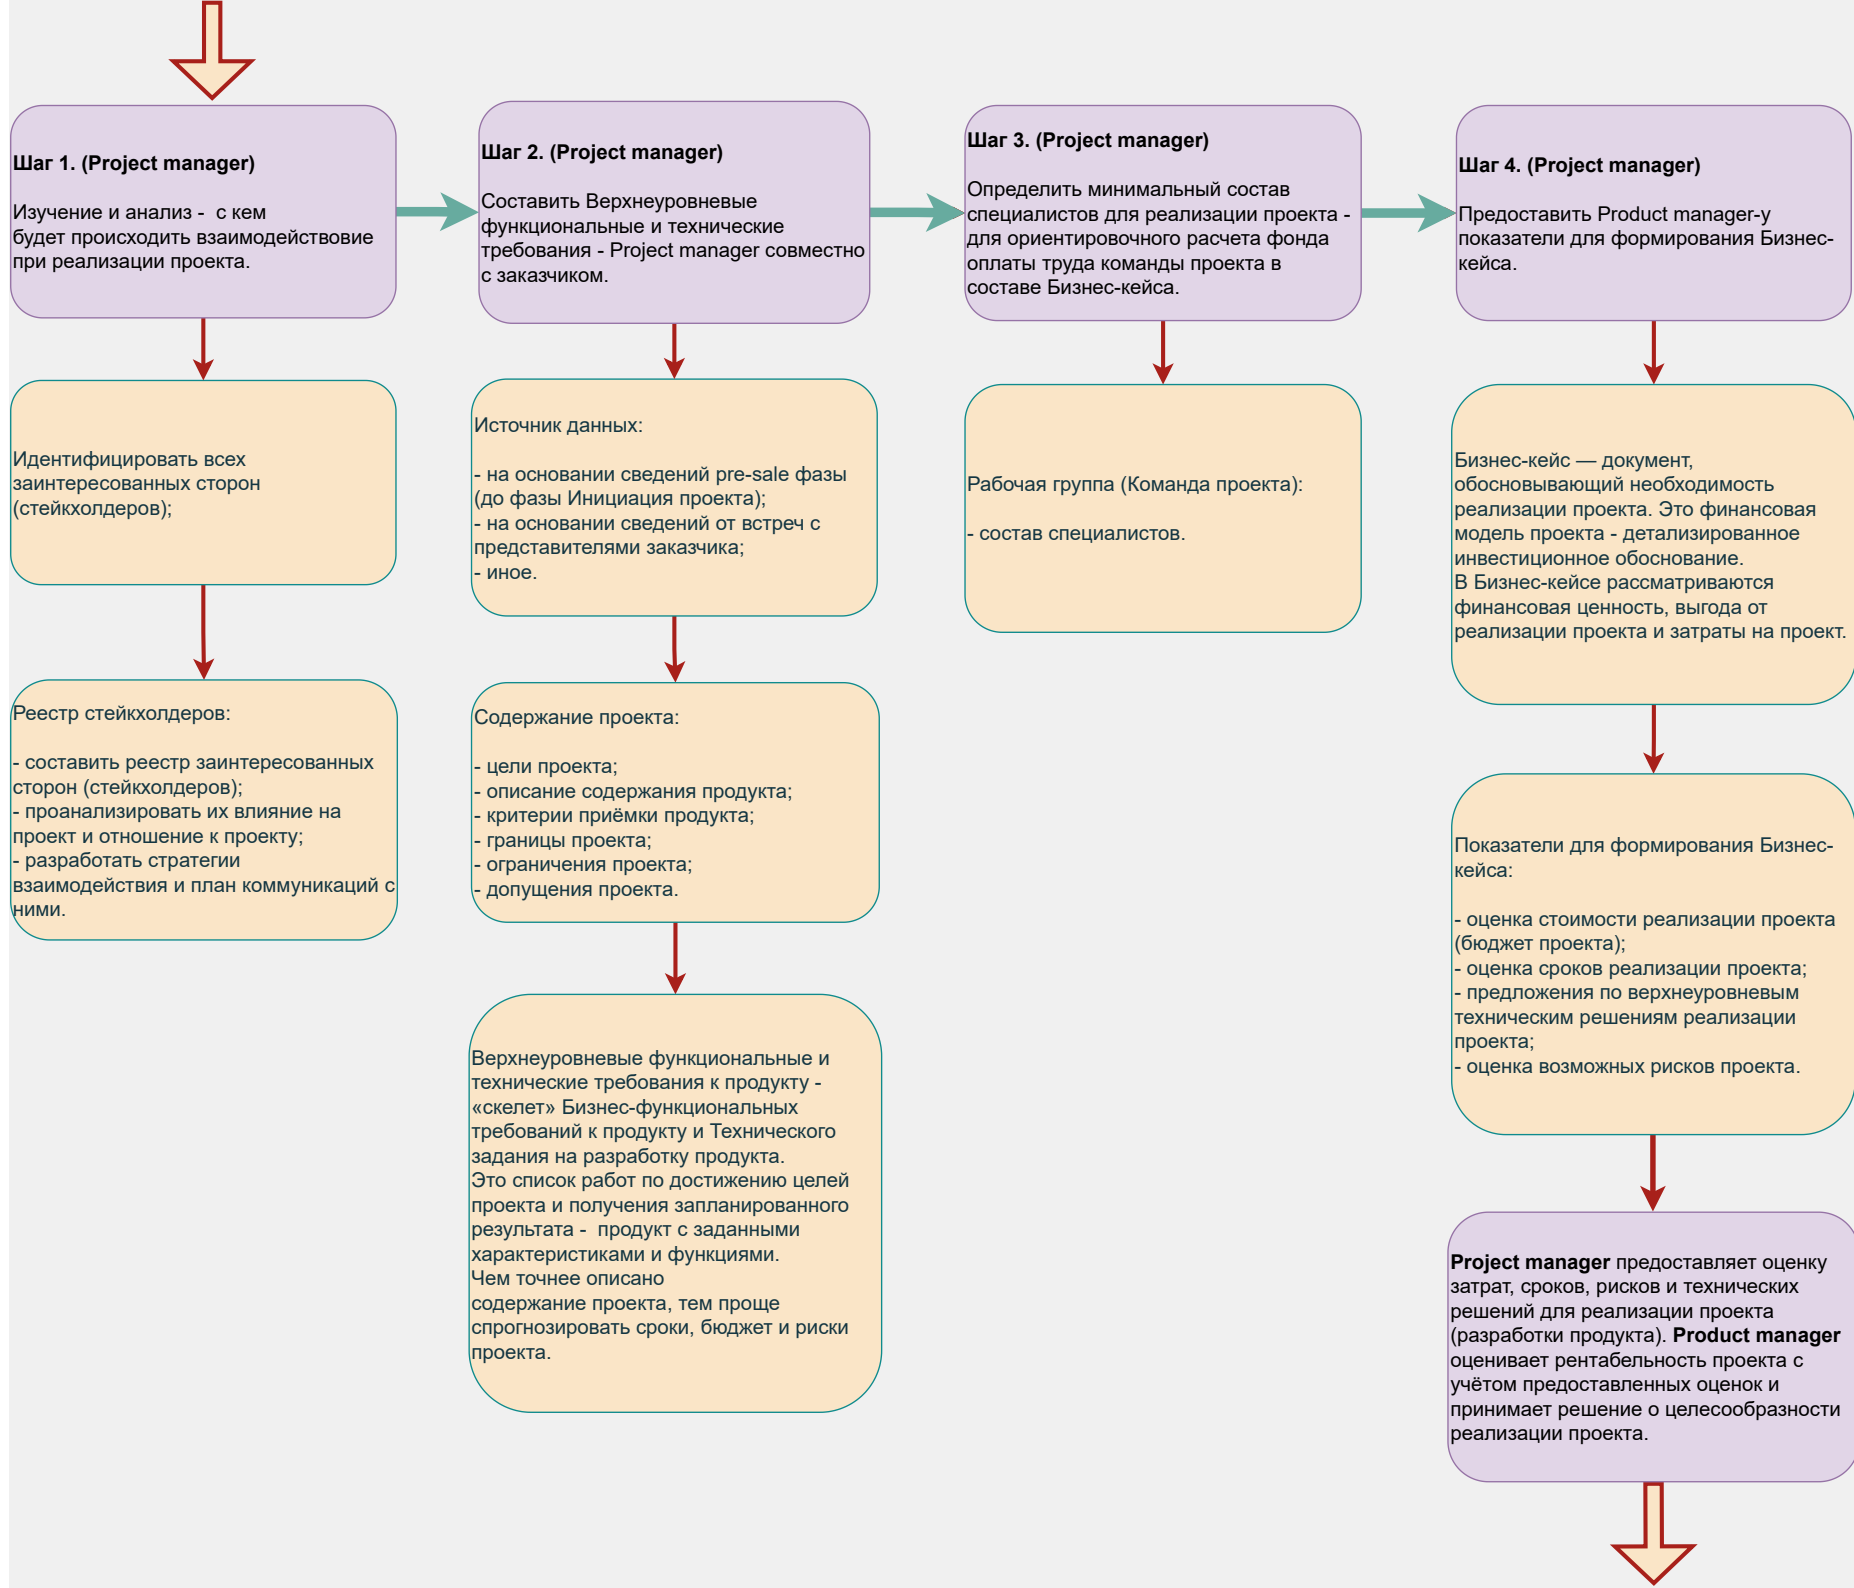 Шаг 1. (Project manager)
Изучение и анализ - с кем
будет происходить взаимодействовие
при реализации проекта.
Идентифицировать всех
заинтересованных сторон
(стейкхолдеров);
Реестр стейкхолдеров:
- составить реестр заинтересованных
сторон (стейкхолдеров);
- проанализировать их влияние на
проект и отношение к проекту;
- разработать стратегии
взаимодействия и план коммуникаций с
ними.
Шаг 2. (Project manager)
Составить Верхнеуровневые
функциональные и технические
требования - Project manager совместно
с заказчиком.
Источник данных:
- на основании сведений pre-sale фазы
(до фазы Инициация проекта);
- на основании сведений от встреч с
представителями заказчика;
- иное.
Содержание проекта:
- цели проекта;
- описание содержания продукта;
- критерии приёмки продукта;
- границы проекта;
- ограничения проекта;
- допущения проекта.
Верхнеуровневые функциональные и
технические требования к продукту -
«скелет» Бизнес-функциональных
требований к продукту и Технического
задания на разработку продукта.
Это список работ по достижению целей
проекта и получения запланированного
результата - продукт с заданными
характеристиками и функциями.
Чем точнее описано
содержание проекта, тем проще
спрогнозировать сроки, бюджет и риски
проекта.
Шаг 3. (Project manager)
Определить минимальный состав
специалистов для реализации проекта -
для ориентировочного расчета фонда
оплаты труда команды проекта в
составе Бизнес-кейса.
Рабочая группа (Команда проекта):
- состав специалистов.
Шаг 4. (Project manager)
Предоставить Product manager-у
показатели для формирования Бизнес-
кейса.
Бизнес-кейс — документ,
обосновывающий необходимость
реализации проекта. Это финансовая
модель проекта - детализированное
инвестиционное обоснование.
В Бизнес-кейсе рассматриваются
финансовая ценность, выгода от
реализации проекта и затраты на проект.
Показатели для формирования Бизнес-
кейса:
- оценка стоимости реализации проекта
(бюджет проекта);
- оценка сроков реализации проекта;
- предложения по верхнеуровневым
техническим решениям реализации
проекта;
- оценка возможных рисков проекта.
Project manager предоставляет оценку
затрат, сроков, рисков и технических
решений для реализации проекта
(разработки продукта). Product manager
оценивает рентабельность проекта с
учётом предоставленных оценок и
принимает решение о целесообразности
реализации проекта.